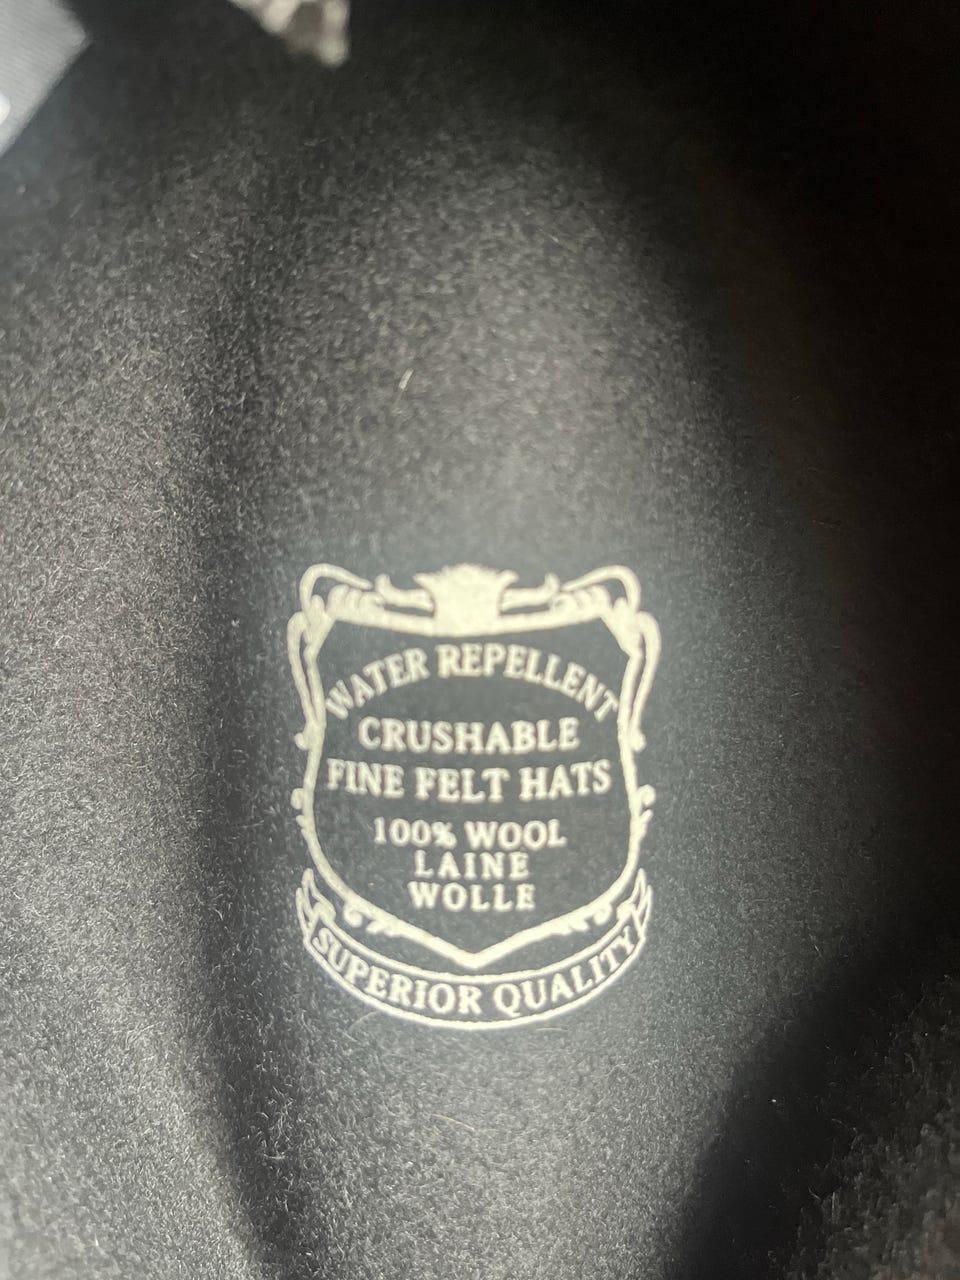 WATER REPELLENT
CRUSHABLE
FINE FELT HATS
100% WOOL
LAINE
WOLLE
SUPERIOR QUALITY